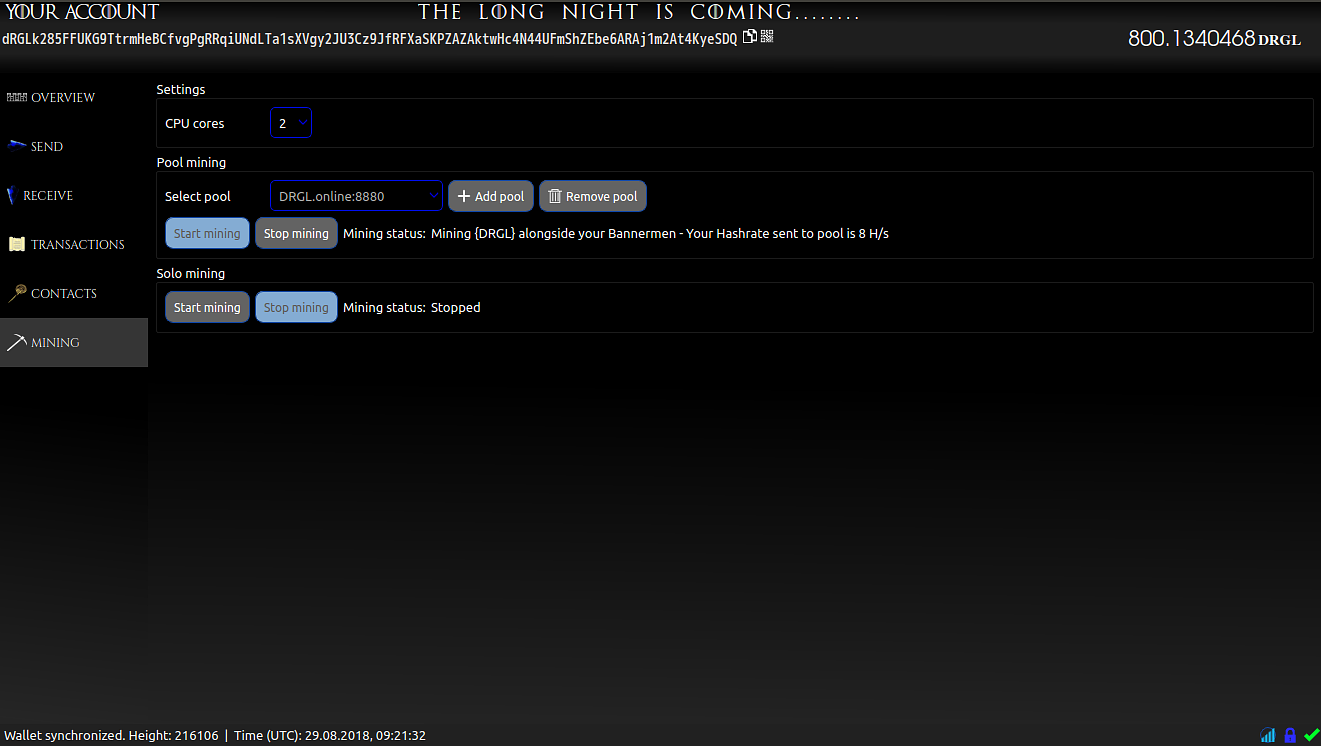 YOUR ACCOUNT
THE LONG NIGHT IS COMING........
dRGLk285FFUKG9TtrmHeBCfvgPgRRqiUNdLTa1sXVgy2JU3Cz9JfRFXaSKPZAZAktwHc4N44UFmShZEbe6ARAj1m2At4KyeSDQ
800.1340468 DRGL
OVERVIEW
SEND
RECEIVE
TRANSACTIONS
CONTACTS
MINING
Settings
CPU cores 2
Pool mining
Select pool DRGL.online:8880 Add pool Remove pool
Start mining Stop mining Mining status: Mining {DRGL} alongside your Bannermen - Your Hashrate sent to pool is 8 H/s
Solo mining
Start mining Stop mining Mining status: Stopped
Wallet synchronized. Height: 216106 | Time (UTC): 29.08.2018, 09:21:32